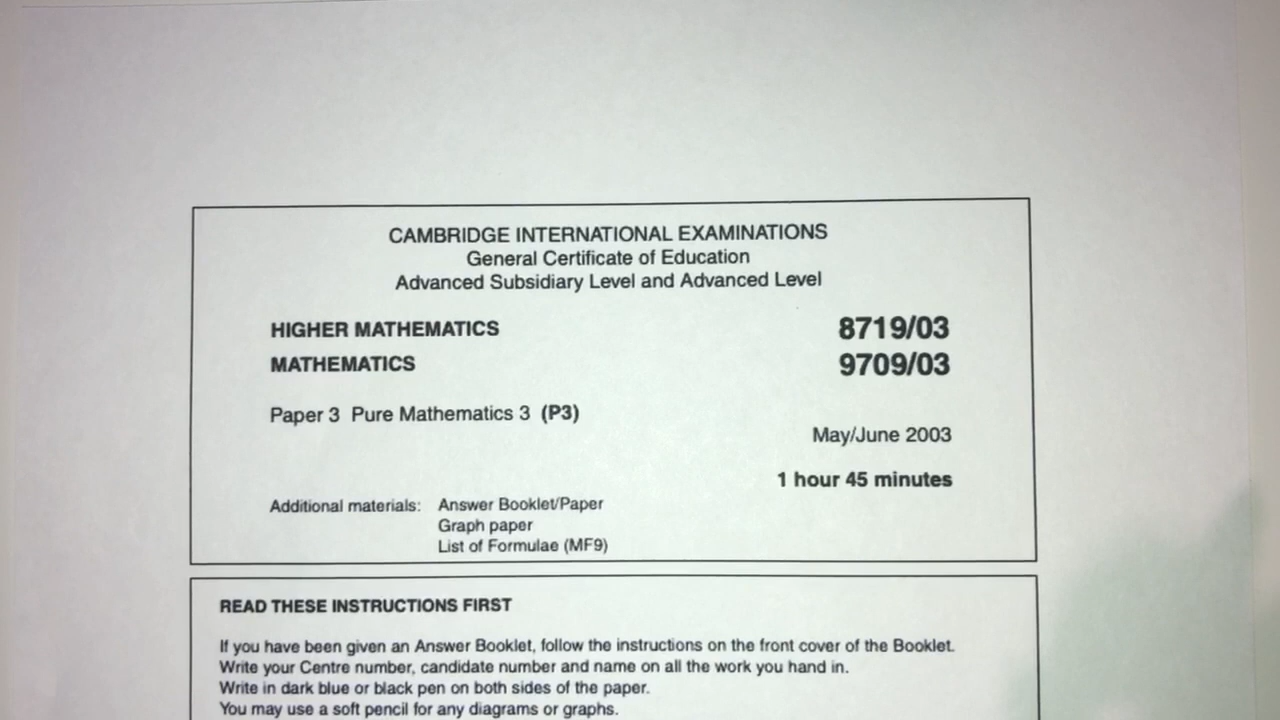 CAMBRIDGE INTERNATIONAL EXAMINATIONS
General Certificate of Education
Advanced Subsidiary Level and Advanced Level
HIGHER MATHEMATICS 8719/03
MATHEMATICS 9709/03
Paper 3 Pure Mathematics 3 (P3)
May/June 2003
1 hour 45 minutes
Additional materials: Answer Booklet/Paper
Graph paper
List of Formulae (MF9)
READ THESE INSTRUCTIONS FIRST
If you have been given an Answer Booklet, follow the instructions on the front cover of the Booklet.
Write your Centre number, candidate number and name on all the work you hand in.
Write in dark blue or black pen on both sides of the paper.
You may use a soft pencil for any diagrams or graphs.